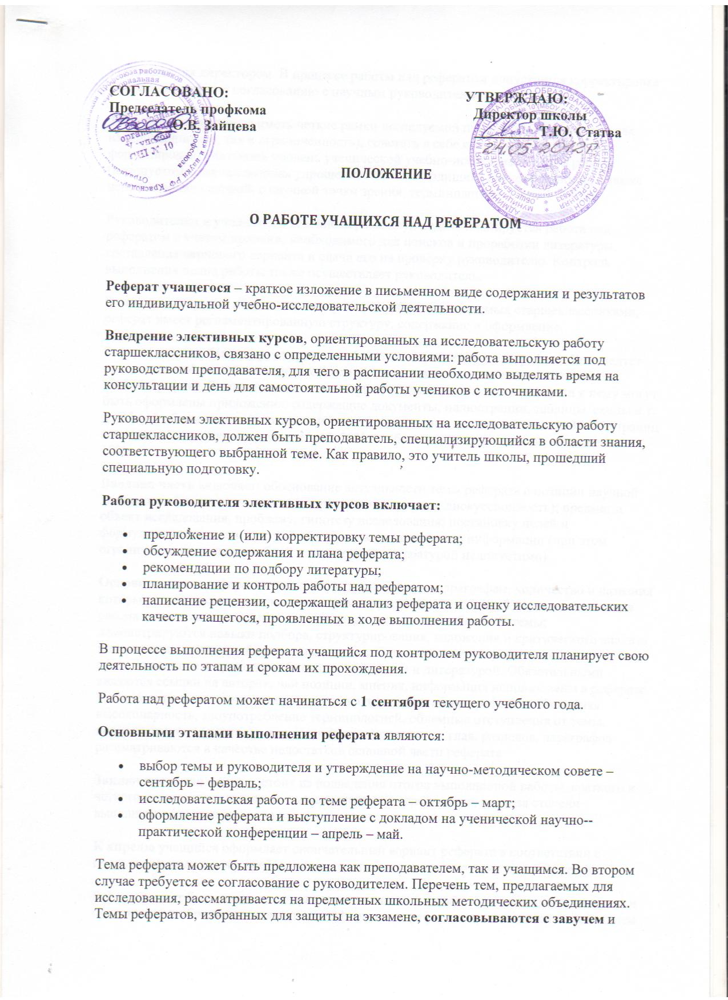 СОГЛАСОВАНО:
Председатель профкома
О.В. Зайцева
УТВЕРЖДАЮ:
Директор школы
Т.Ю. Статва
24.05.2012г
ПОЛОЖЕНИЕ
О РАБОТЕ УЧАЩИХСЯ НАД РЕФЕРАТОМ
Реферат учащегося – краткое изложение в письменном виде содержания и результатов
его индивидуальной учебно-исследовательской деятельности.
Внедрение элективных курсов, ориентированных на исследовательскую работу
старшеклассников, связано с определенными условиями: работа выполняется под
руководством преподавателя, для чего в расписании необходимо выделять время на
консультации и день для самостоятельной работы учеников с источниками.
Руководителем элективных курсов, ориентированных на исследовательскую работу
старшеклассников, должен быть преподаватель, специализирующийся в области знания,
соответствующего выбранной теме. Как правило, это учитель школы, прошедший
специальную подготовку.
Работа руководителя элективных курсов включает:
• предложение и (или) корректировку темы реферата;
• обсуждение содержания и плана реферата;
• рекомендации по подбору литературы;
• планирование и контроль работы над рефератом;
• написание рецензии, содержащей анализ реферата и оценку исследовательских
качеств учащегося, проявленных в ходе выполнения работы.
В процессе выполнения реферата учащийся под контролем руководителя планирует свою
деятельность по этапам и срокам их прохождения.
Работа над рефератом может начинаться с 1 сентября текущего учебного года.
Основными этапами выполнения реферата являются:
• выбор темы и руководителя и утверждение на научно-методическом совете –
сентябрь – февраль;
• исследовательская работа по теме реферата – октябрь – март;
• оформление реферата и выступление с докладом на ученической научно--
практической конференции – апрель – май.
Тема реферата может быть предложена как преподавателем, так и учащимся. Во втором
случае требуется ее согласование с руководителем. Перечень тем, предлагаемых для
исследования, рассматривается на предметных школьных методических объединениях.
Темы рефератов, избранных для защиты на экзамене, согласовываются с завучем и